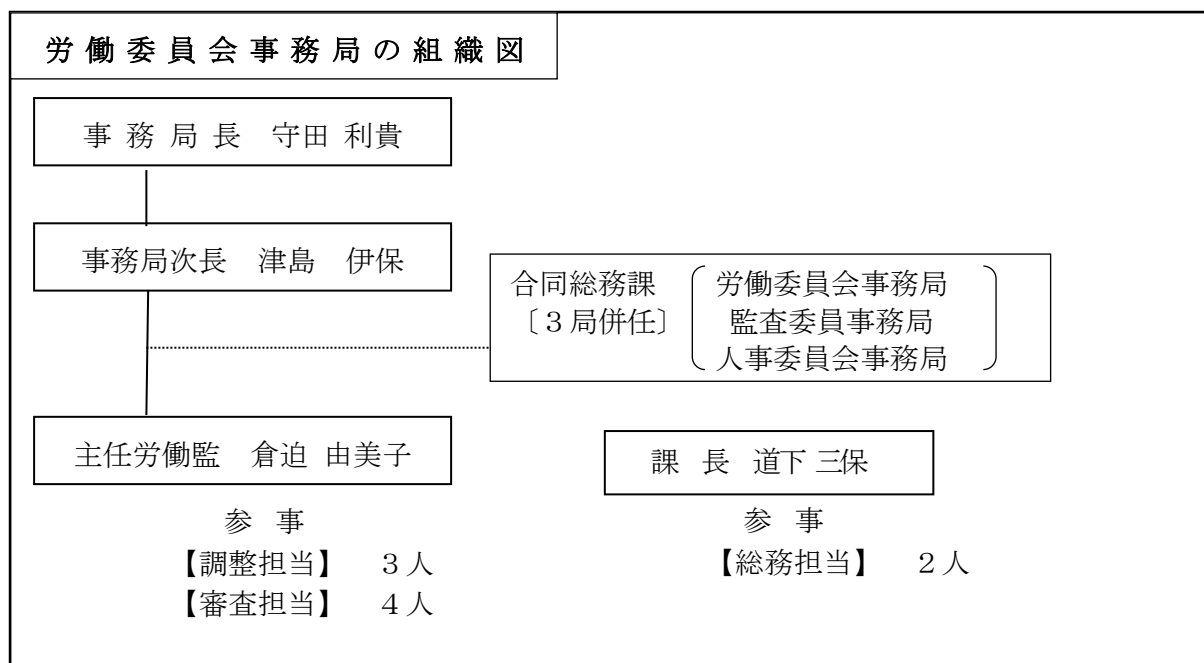 労働委員会事務局の組織図
事務局長　守田 利貴
事務局次長　津島　伊保
合同総務課　労働委員会事務局
〔３局併任〕　監査委員事務局
人事委員会事務局
主任労働監　倉迫 由美子
課　長　道下 三保
参　事
【調整担当】　３人
【審査担当】　４人
参　事
【総務担当】　２人